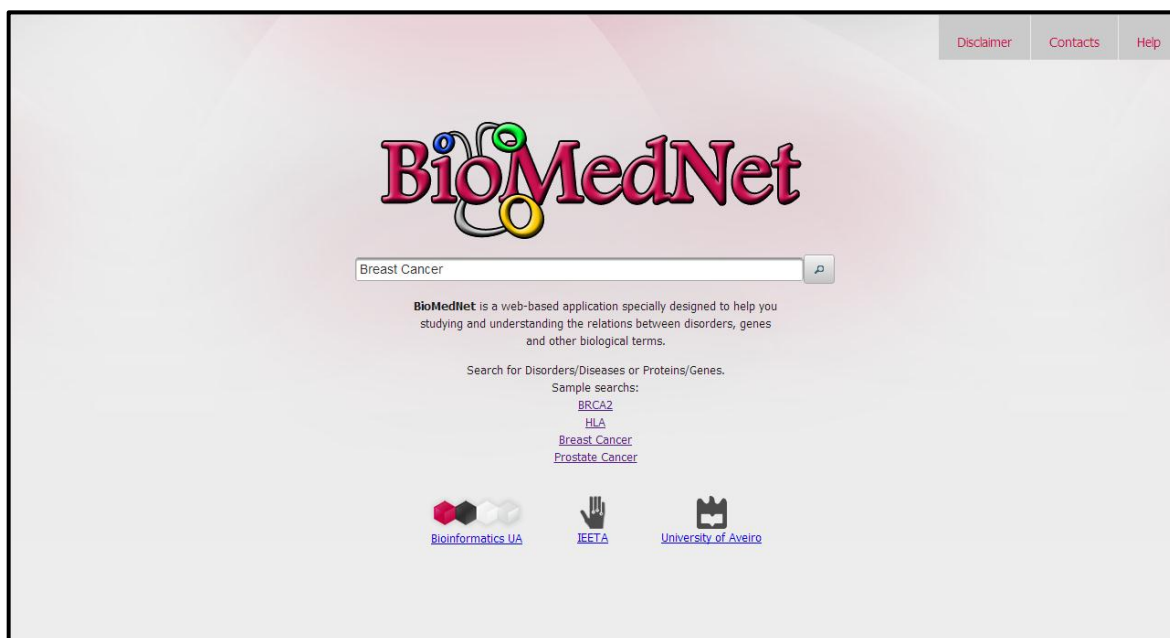 Disclaimer Contacts Help
BioMedNet
Breast Cancer
BioMedNet is a web-based application specially designed to help you
studying and understanding the relations between disorders, genes
and other biological terms.
Search for Disorders/Diseases or Proteins/Genes.
Sample searchs:
BRCA2
HLA
Breast Cancer
Prostate Cancer
Bioinformatics UA IEETA University of Aveiro